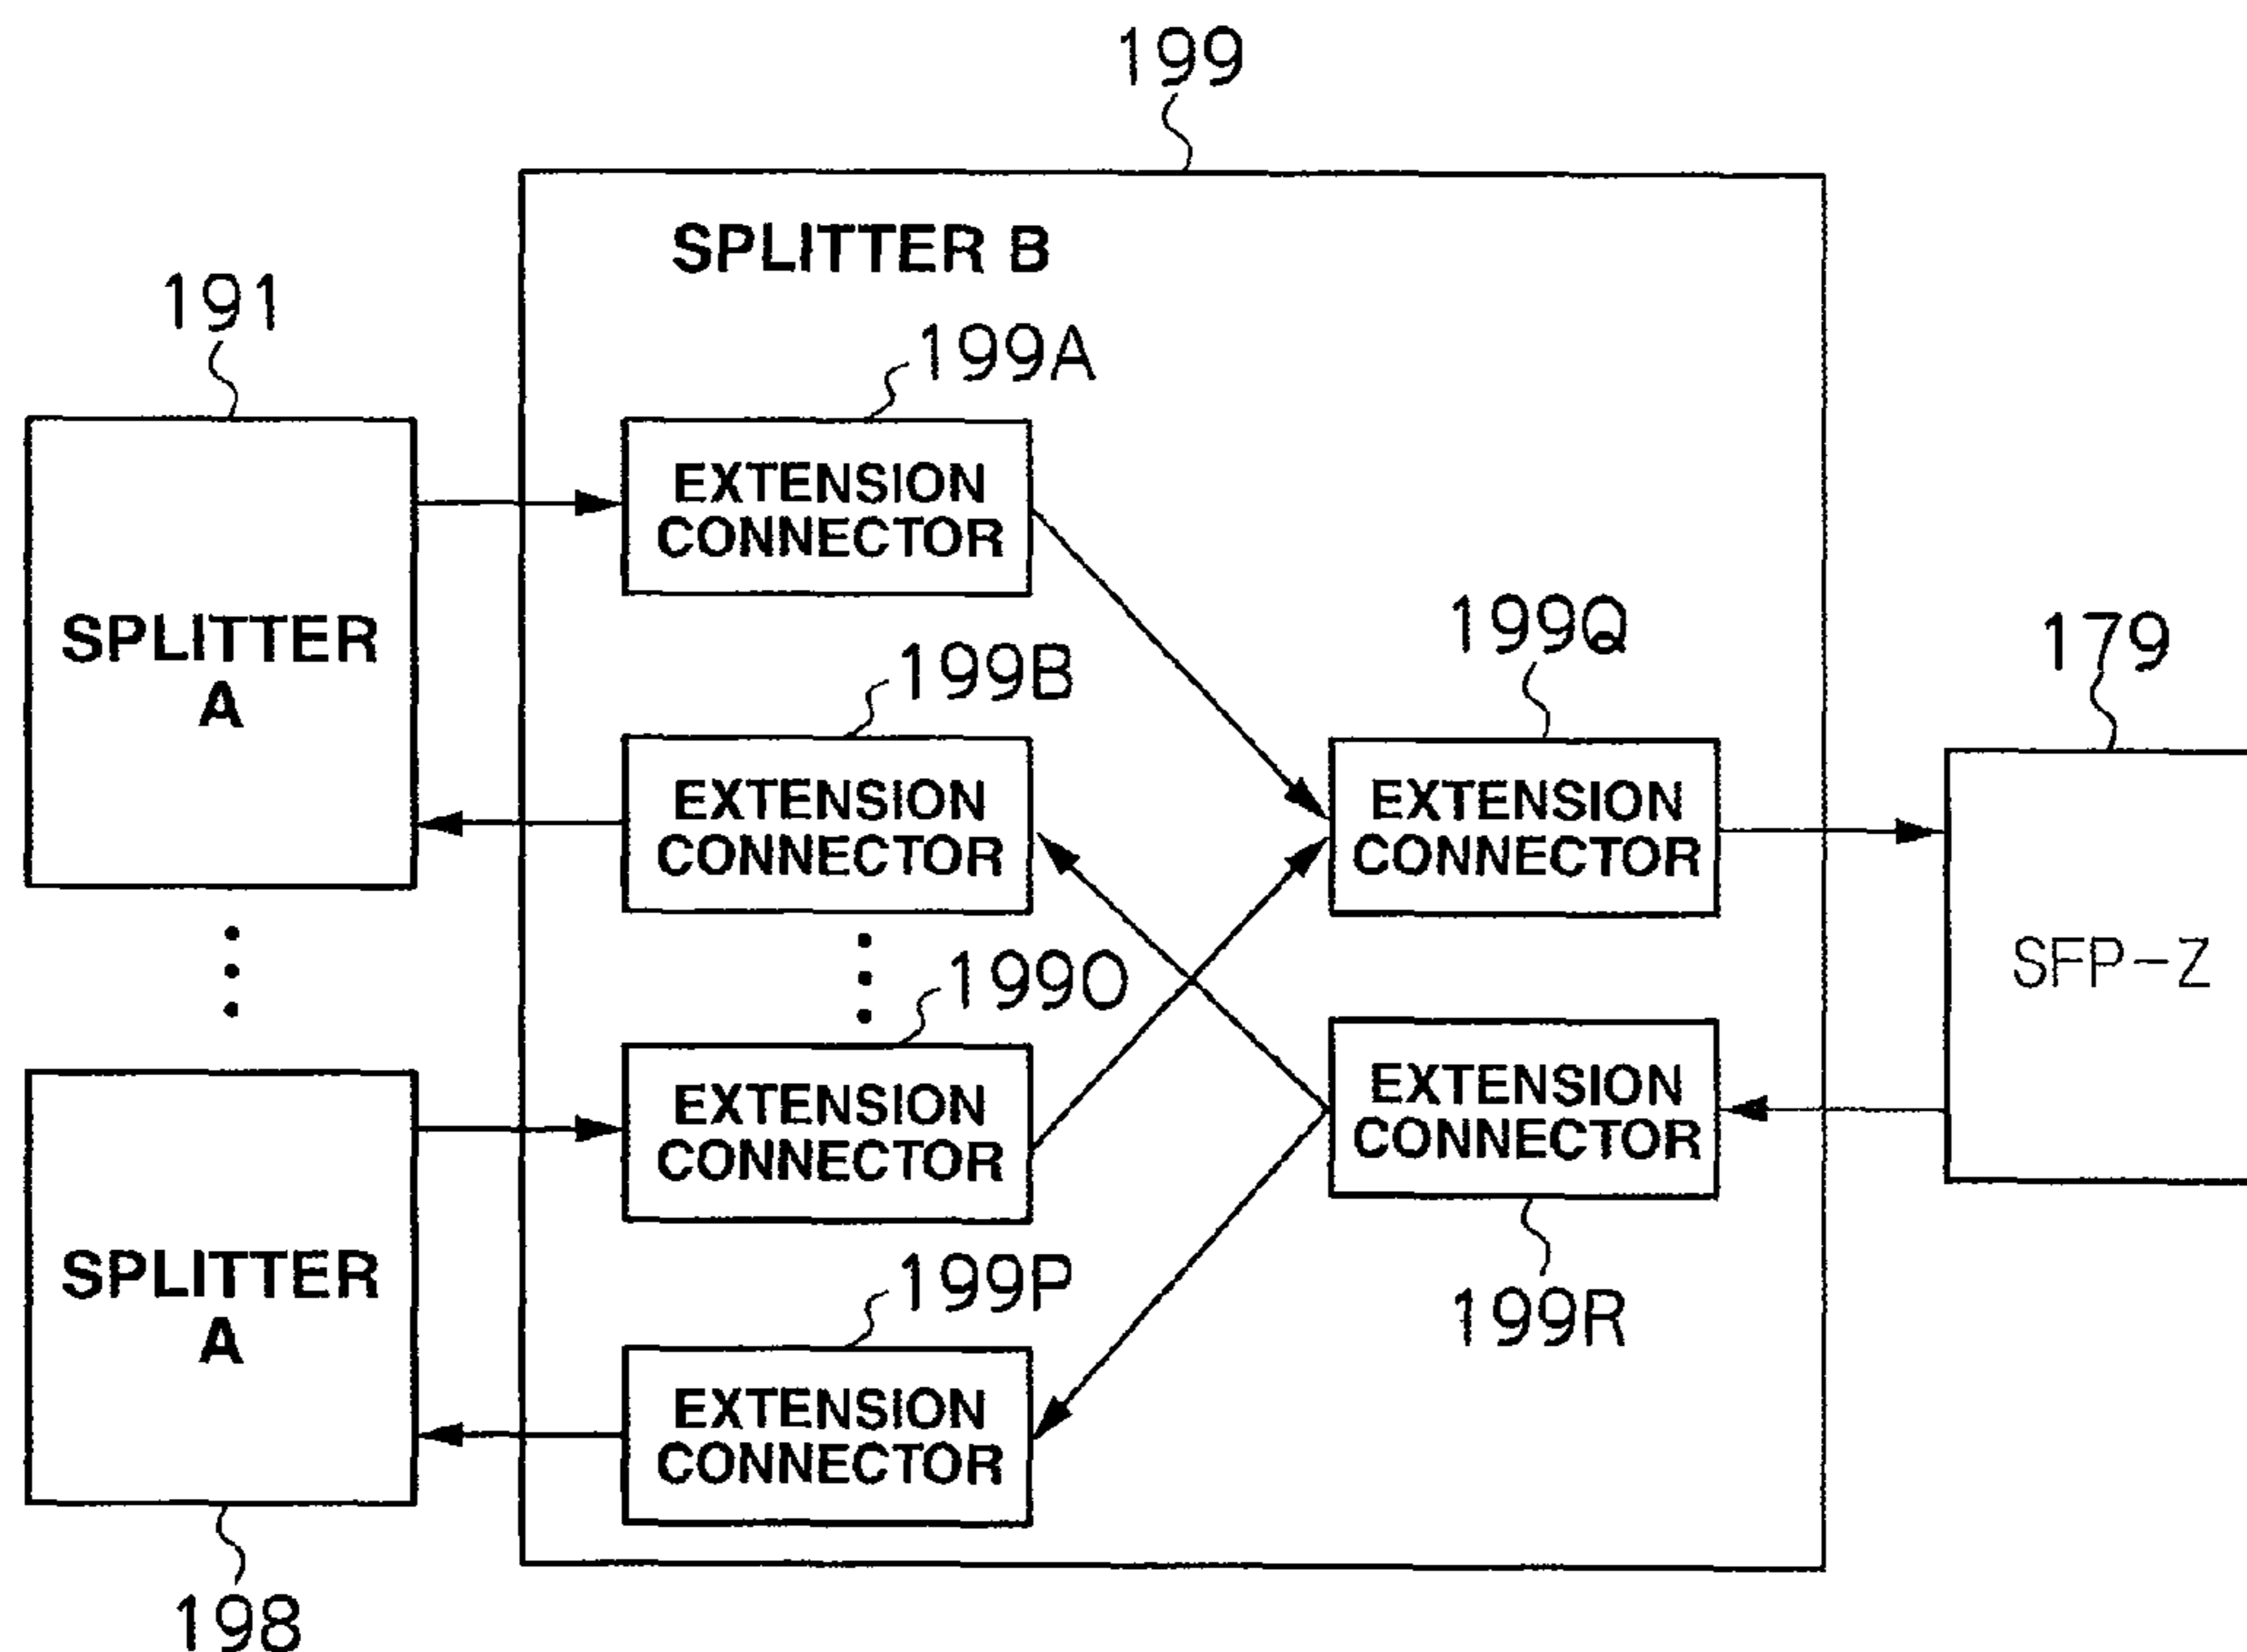 199
SPLITTER B
191
199A
EXTENSION
CONNECTOR
SPLITTER
A
199B
EXTENSION
CONNECTOR
199Q
EXTENSION
CONNECTOR
179
SFP-Z
199O
EXTENSION
CONNECTOR
EXTENSION
CONNECTOR
199R
SPLITTER
A
198
199P
EXTENSION
CONNECTOR